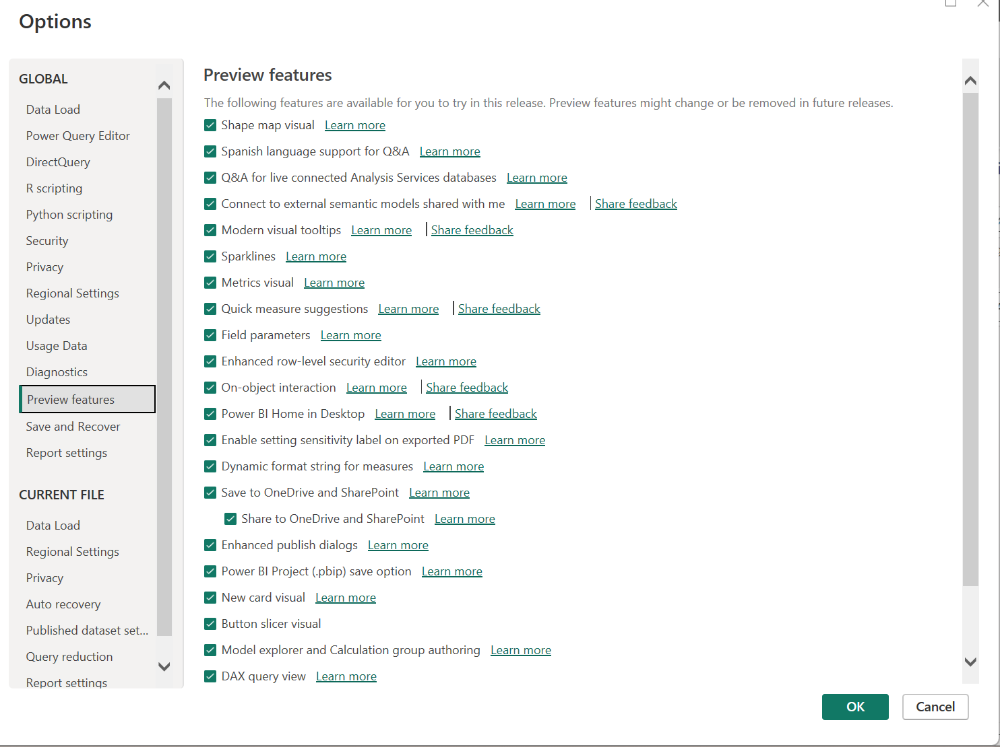 Options
GLOBAL
Data Load
Power Query Editor
DirectQuery
R scripting
Python scripting
Security
Privacy
Regional Settings
Updates
Usage Data
Diagnostics
Preview features
Save and Recover
Report settings
CURRENT FILE
Data Load
Regional Settings
Privacy
Auto recovery
Published dataset set...
Query reduction
Report settings
Preview features
The following features are available for you to try in this release. Preview features might change or be removed in future releases.
Shape map visual Learn more
Spanish language support for Q&A Learn more
Q&A for live connected Analysis Services databases Learn more
Connect to external semantic models shared with me Learn more | Share feedback
Modern visual tooltips Learn more | Share feedback
Sparklines Learn more
Metrics visual Learn more
Quick measure suggestions Learn more | Share feedback
Field parameters Learn more
Enhanced row-level security editor Learn more
On-object interaction Learn more | Share feedback
Power BI Home in Desktop Learn more | Share feedback
Enable setting sensitivity label on exported PDF Learn more
Dynamic format string for measures Learn more
Save to OneDrive and SharePoint Learn more
Share to OneDrive and SharePoint Learn more
Enhanced publish dialogs Learn more
Power BI Project (.pbip) save option Learn more
New card visual Learn more
Button slicer visual
Model explorer and Calculation group authoring Learn more
DAX query view Learn more
OK Cancel